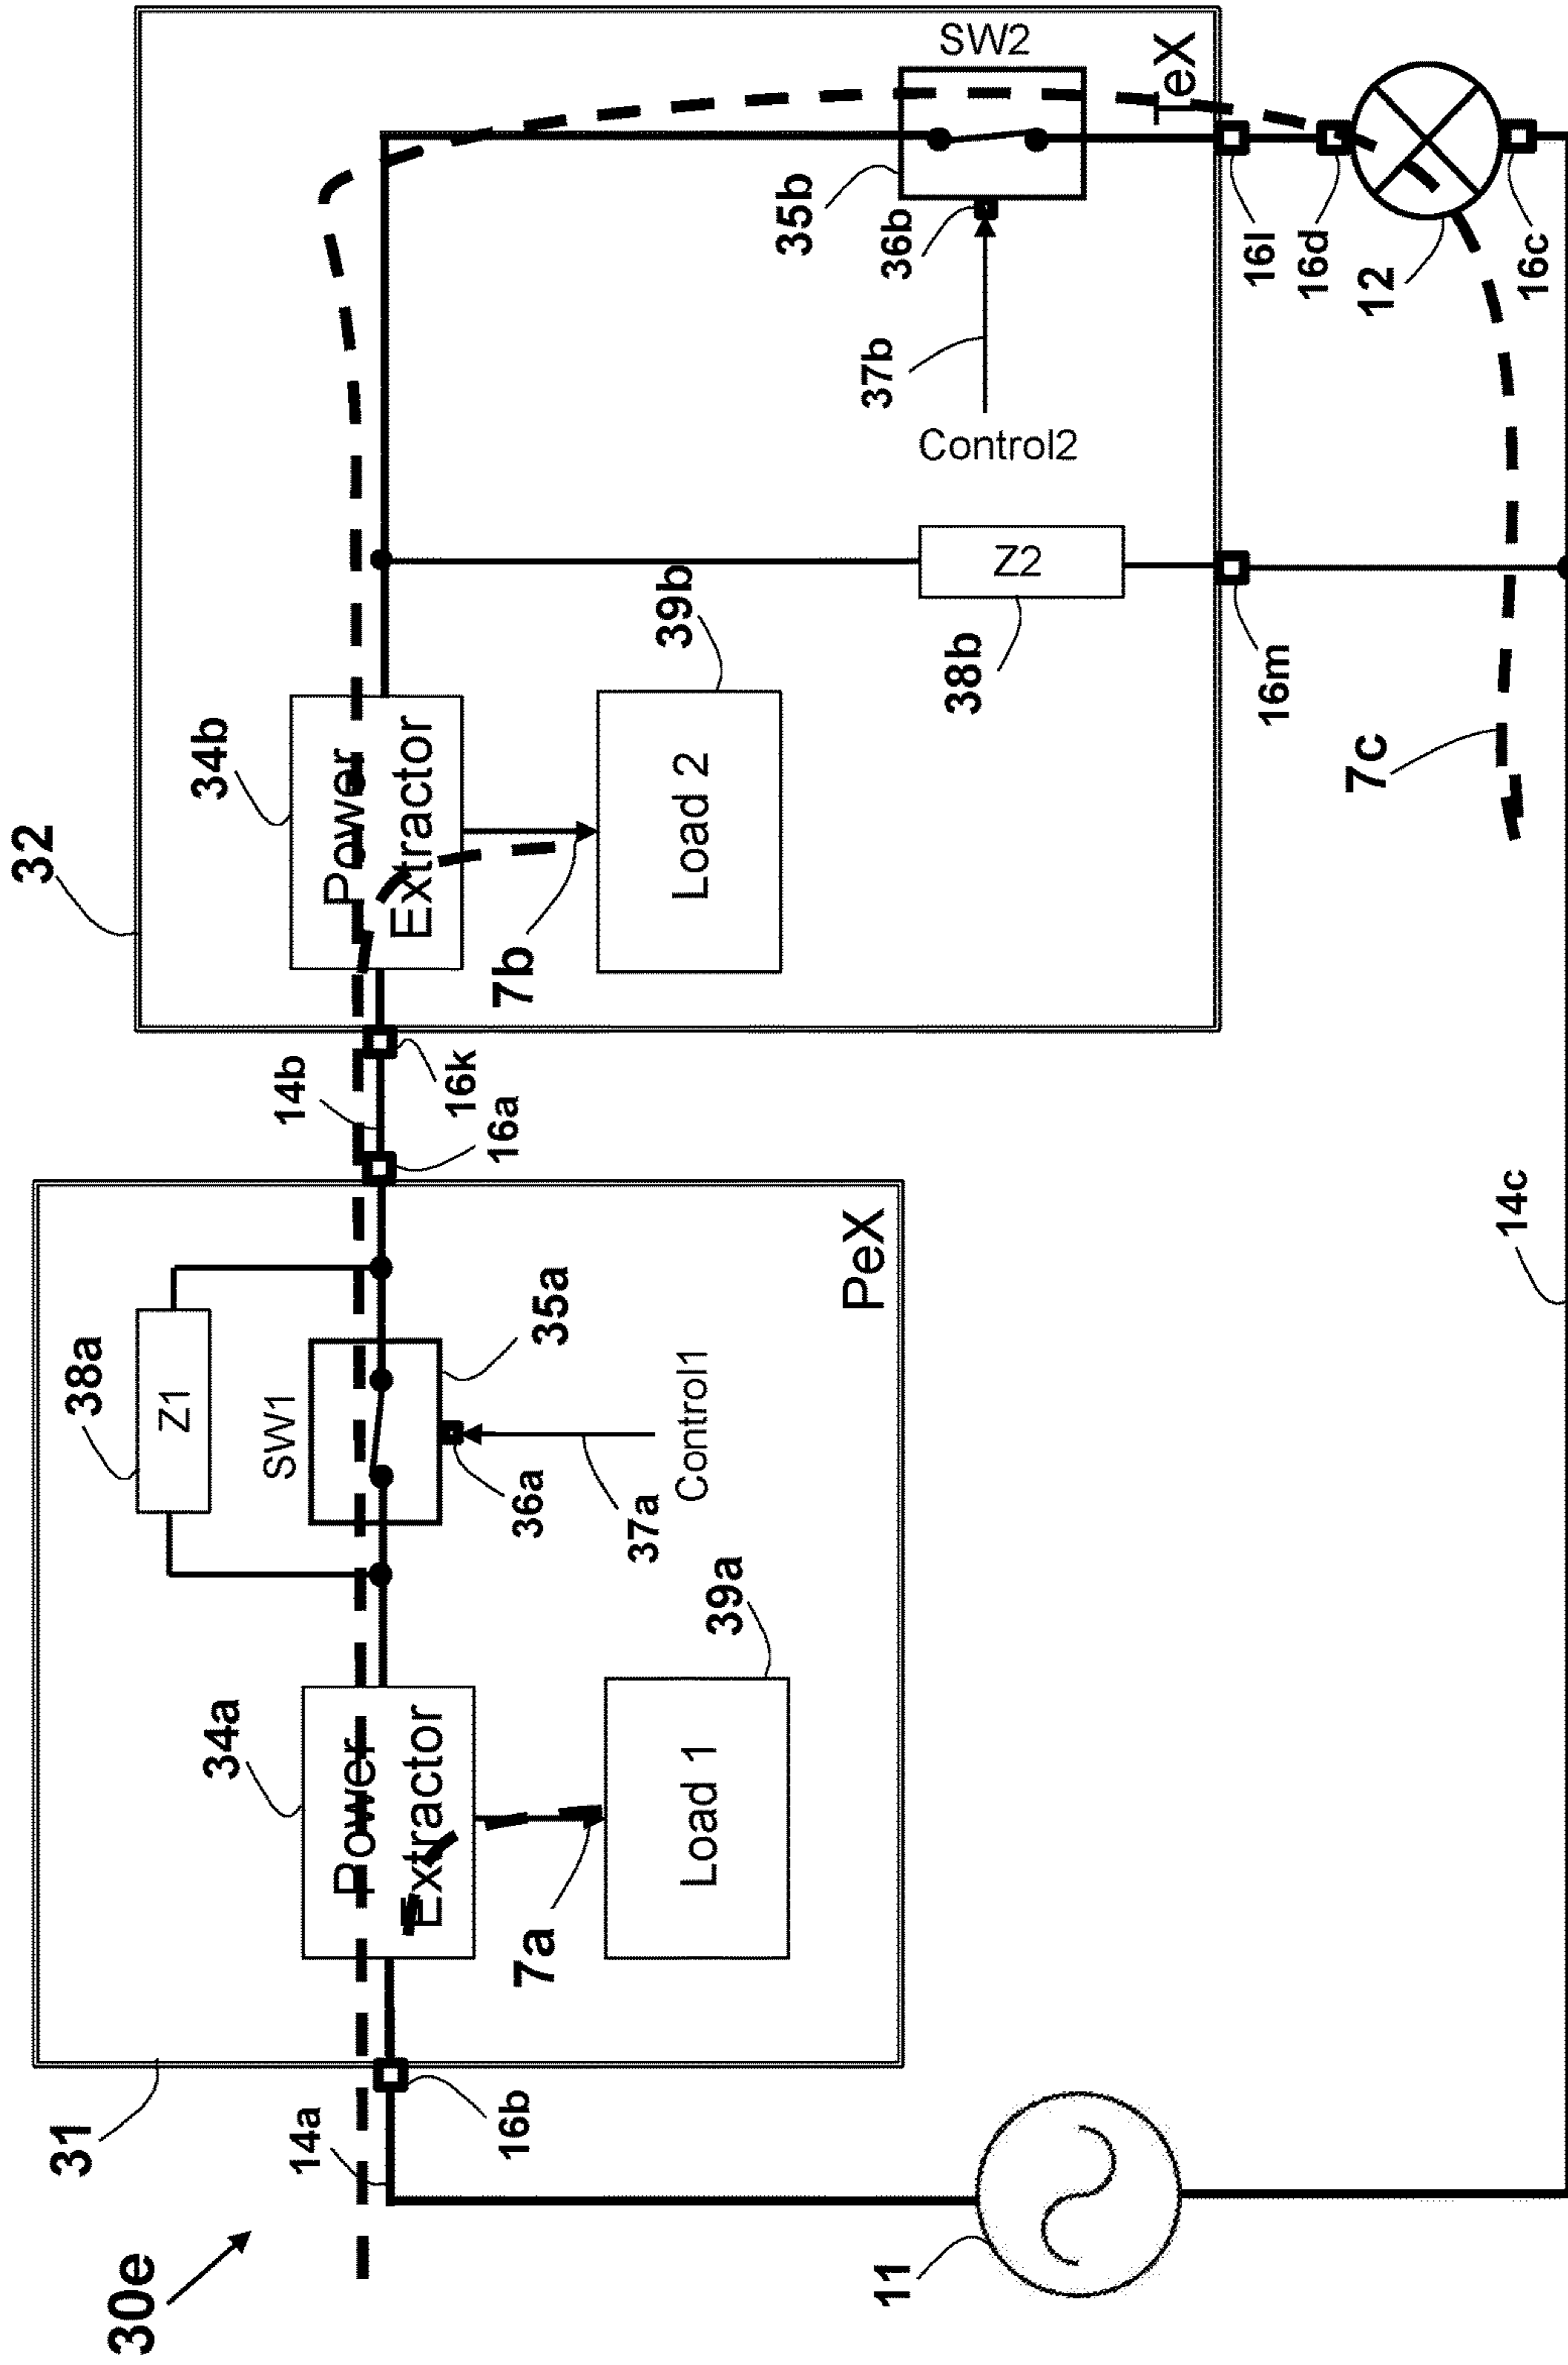 32
31
38a
30e
Z1
34b
34a
SW1
14b
14a
Power
Extractor
Power
Extractor
16k
16a
16b
36a
7a
35a
7b
37a
Control1
Load 1
39a
Load 2
39b
35b
PeX
37b
36b
11
Control2
38b
Z2
SW2
TeX
16m
16l
16d
7c
12
14c
16c